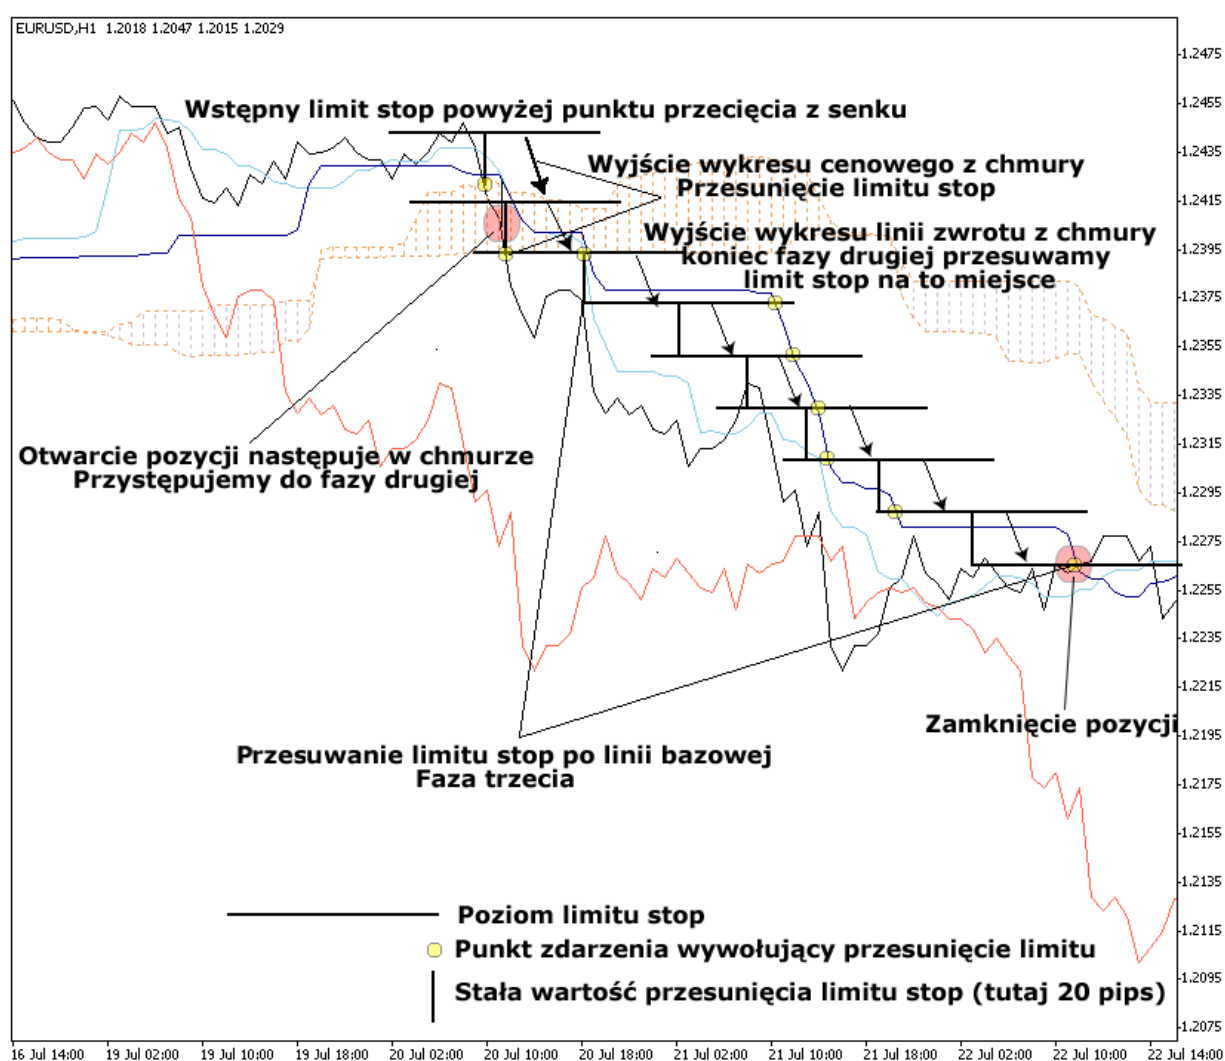 EURUSD,H1 1.2018 1.2047 1.2015 1.2029
Wstępny limit stop powyżej punktu przecięcia z senku
Wyjście wykresu cenowego z chmury
Przesunięcie limitu stop
Wyjście wykresu linii zwrotu z chmury
koniec fazy drugiej przesuwamy
limit stop na to miejsce
Otwarcie pozycji następuje w chmurze
Przystępujemy do fazy drugiej
Zamknięcie pozycji
Przesuwanie limitu stop po linii bazowej
Faza trzecia
Poziom limitu stop
Punkt zdarzenia wywołujący przesunięcie limitu
Stała wartość przesunięcia limitu stop (tutaj 20 pips)
1.2475
1.2455
1.2435
1.2415
1.2395
1.2375
1.2355
1.2335
1.2315
1.2295
1.2275
1.2255
1.2235
1.2215
1.2195
1.2175
1.2155
1.2135
1.2115
1.2095
1.2075
16 Jul 14:00 19 Jul 02:00 19 Jul 10:00 19 Jul 18:00 20 Jul 02:00 20 Jul 10:00 20 Jul 18:00 21 Jul 02:00 21 Jul 10:00 21 Jul 18:00 22 Jul 02:00 22 Jul 10:00 22 Jul 14:00